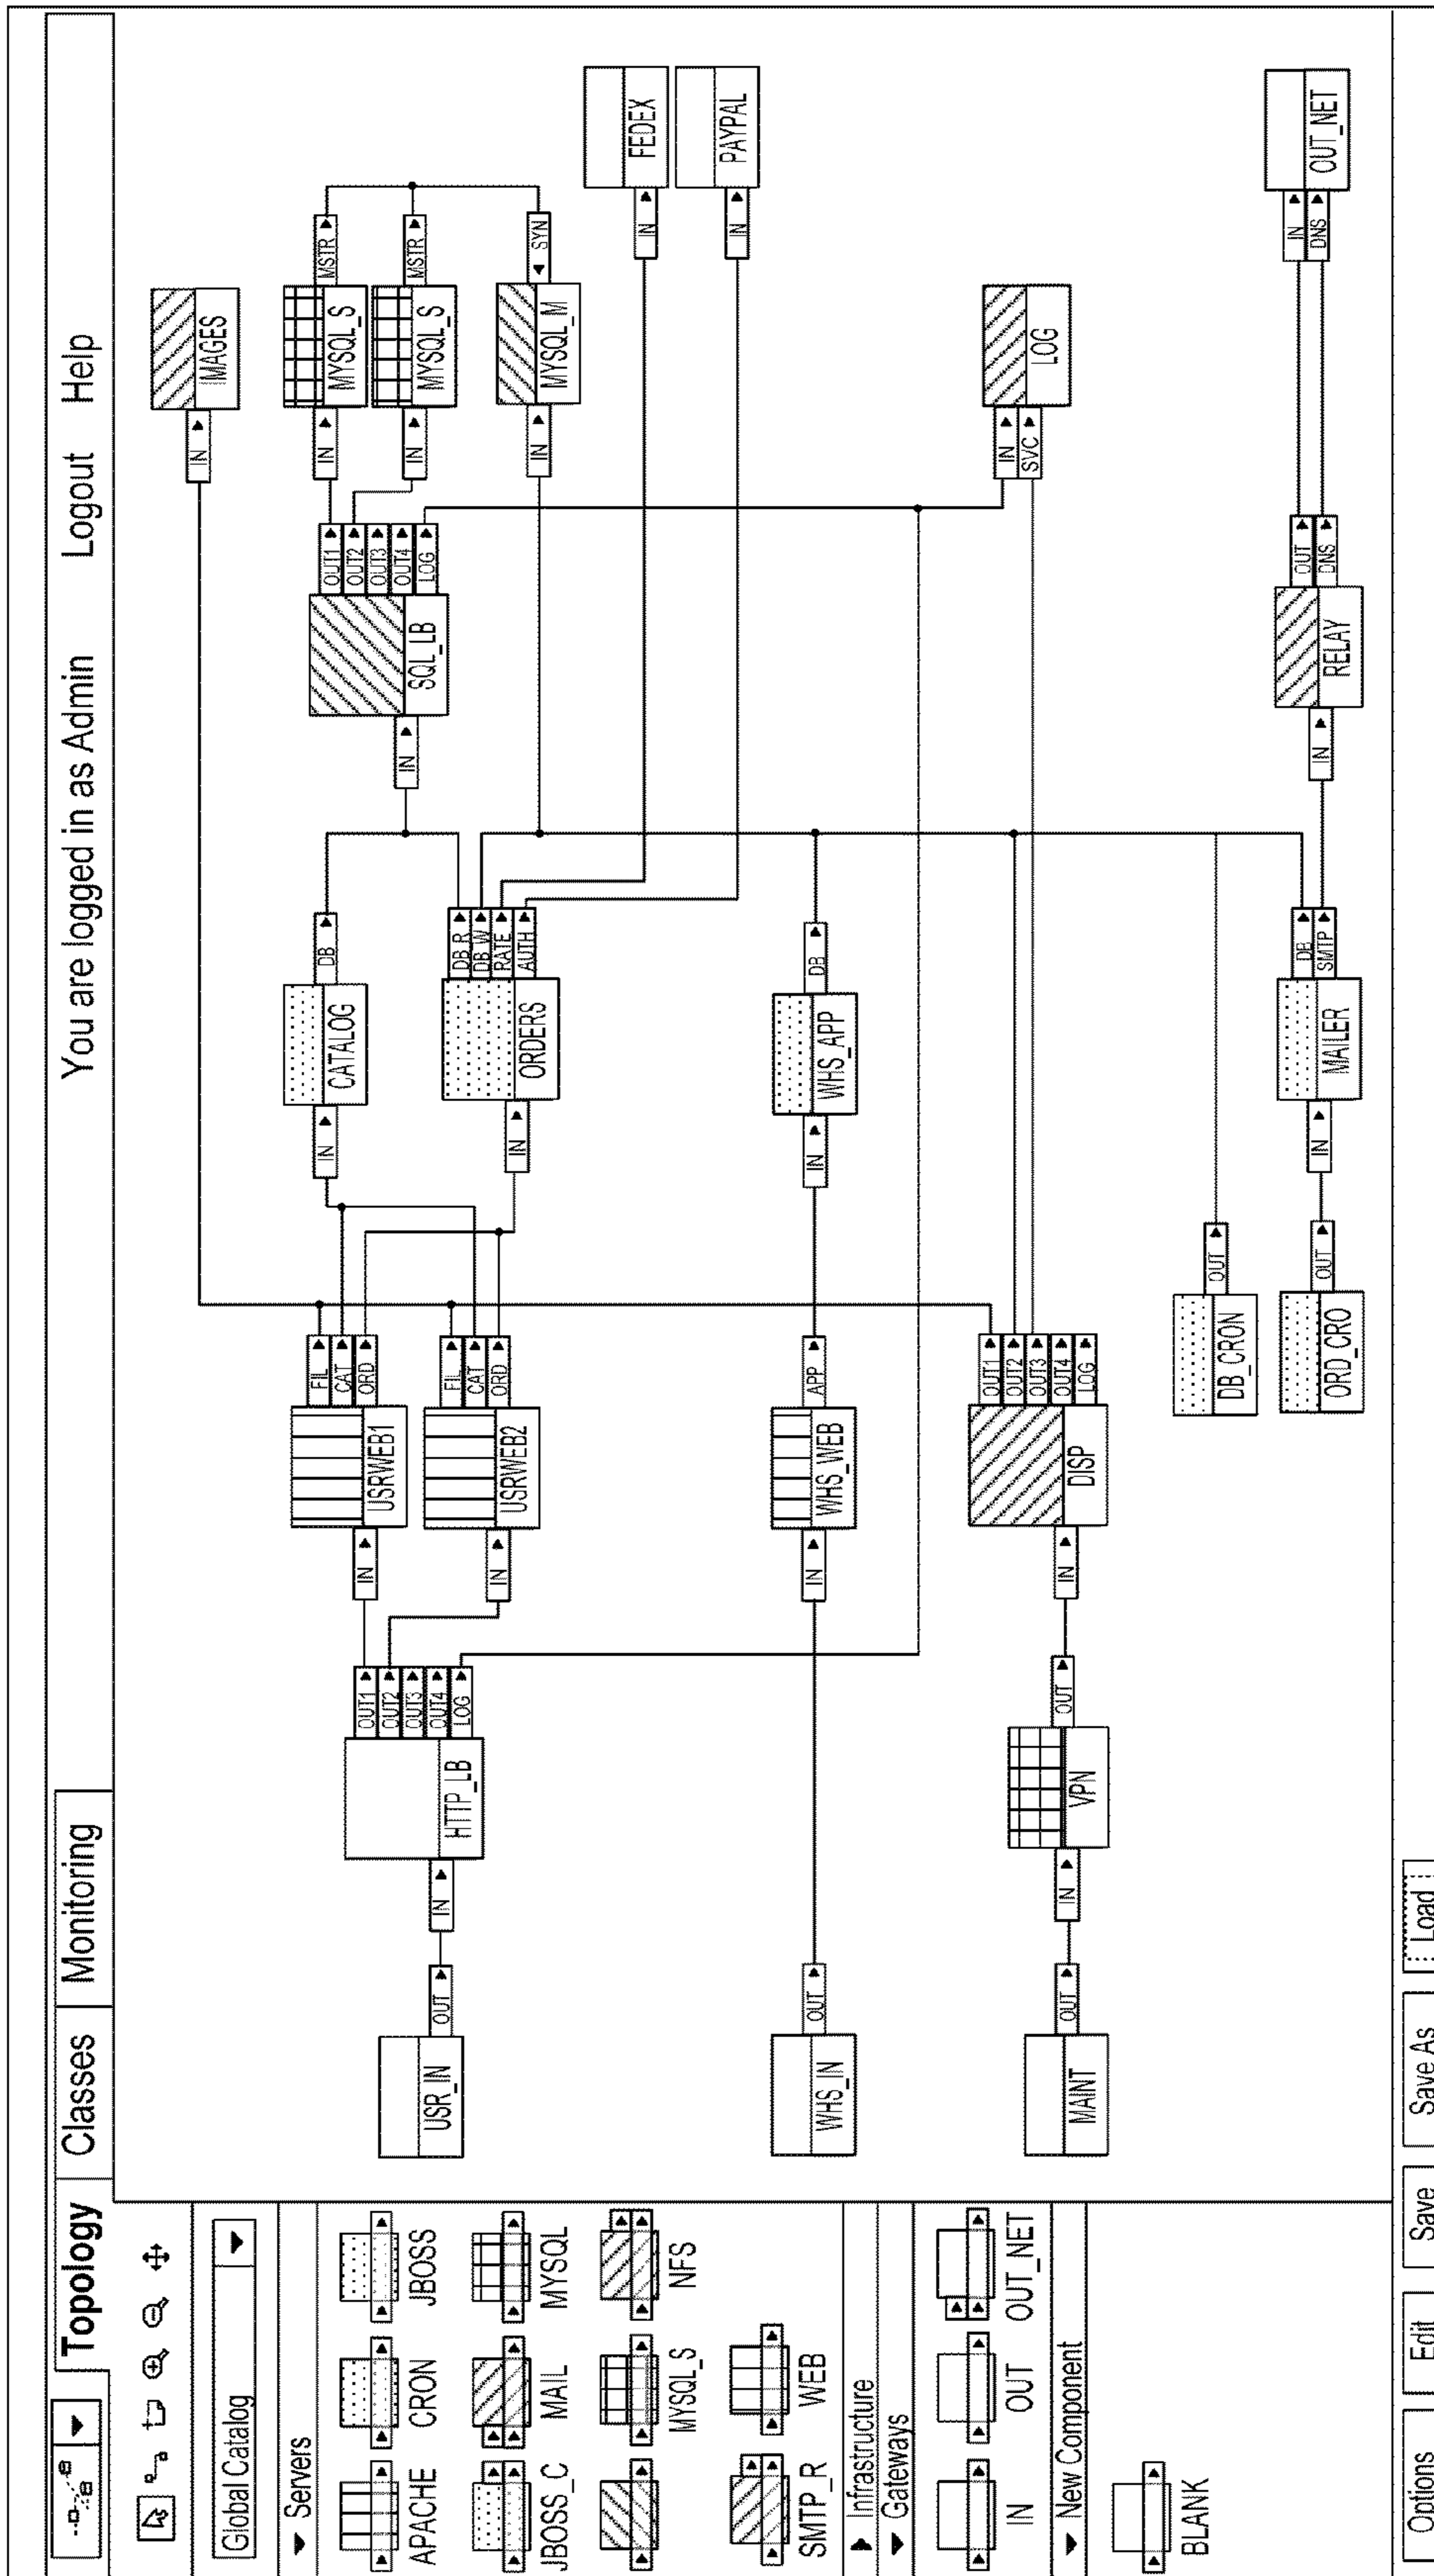 Topology Classes Monitoring You are logged in as Admin Logout Help
Global Catalog
Servers
APACHE CRON JBOSS
JBOSS_C MAIL MYSQL
MYSQL_S NFS
SMTP_R WEB
Infrastructure
Gateways
IN OUT OUT_NET
New Component
BLANK
IN IMAGES
USR_IN OUT
IN HTTP_LB OUT1 OUT2 OUT3 OUT4 LOG
IN USRWEB1 FIL CAT ORD
IN USRWEB2 FIL CAT ORD
IN CATALOG DB
IN ORDERS DB_R DB_W RATE AUTH
IN SQL_LB OUT1 OUT2 OUT3 OUT4 LOG
IN MYSQL_S MSTR
IN MYSQL_S MSTR
IN MYSQL_M SYN
IN FEDEX
IN PAYPAL
WHS_IN OUT
IN WHS_WEB APP
IN WHS_APP DB
MAINT OUT
IN VPN OUT
IN DISP OUT1 OUT2 OUT3 OUT4 LOG
IN SVC LOG
DB_CRON OUT
ORD_CRO OUT
IN MAILER DB SMTP
IN RELAY OUT DNS
IN DNS OUT_NET
Options Edit Save Save As Load